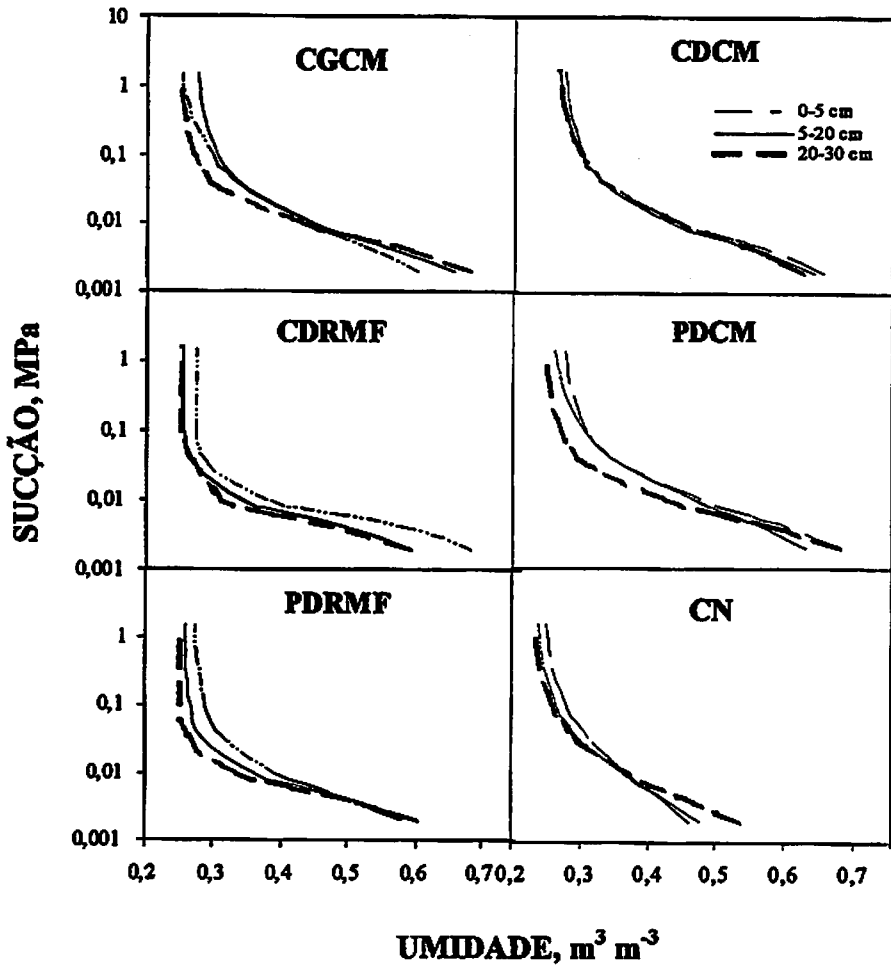 10
1
0,1
0,01
0,001
CGCM
CDCM
0-5 cm
5-20 cm
20-30 cm
1
0,1
0,01
0,001
CDRMF
PDCM
SUCÇÃO, MPa
1
0,1
0,01
0,001
PDRMF
CN
0,2 0,3 0,4 0,5 0,6 0,70,2 0,3 0,4 0,5 0,6 0,7
UMIDADE, m³ m⁻³